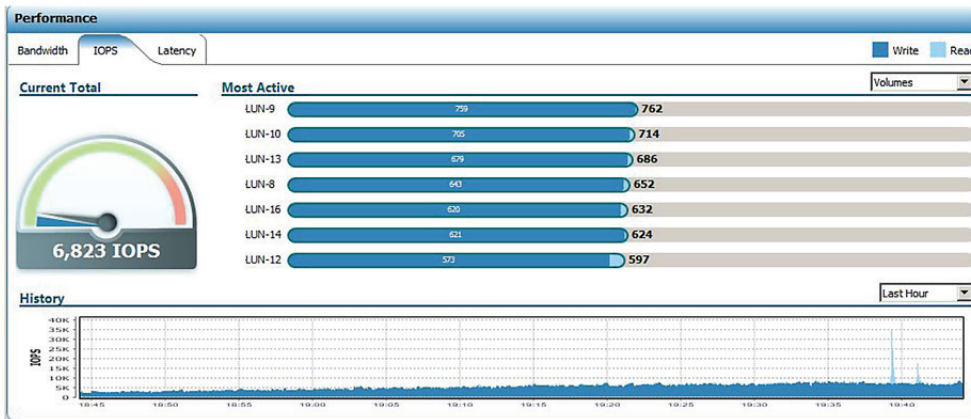 Performance
Bandwidth IOPS Latency Write Read
Current Total Most Active Volumes
LUN-9 759 762
LUN-10 705 714
LUN-13 679 686
LUN-8 643 652
LUN-16 620 632
LUN-14 621 624
LUN-12 573 597
6,823 IOPS
History Last Hour
IOPS
40K
35K
30K
25K
20K
15K
10K
5K
0
18:45 18:50 18:55 19:00 19:05 19:10 19:15 19:20 19:25 19:30 19:35 19:40